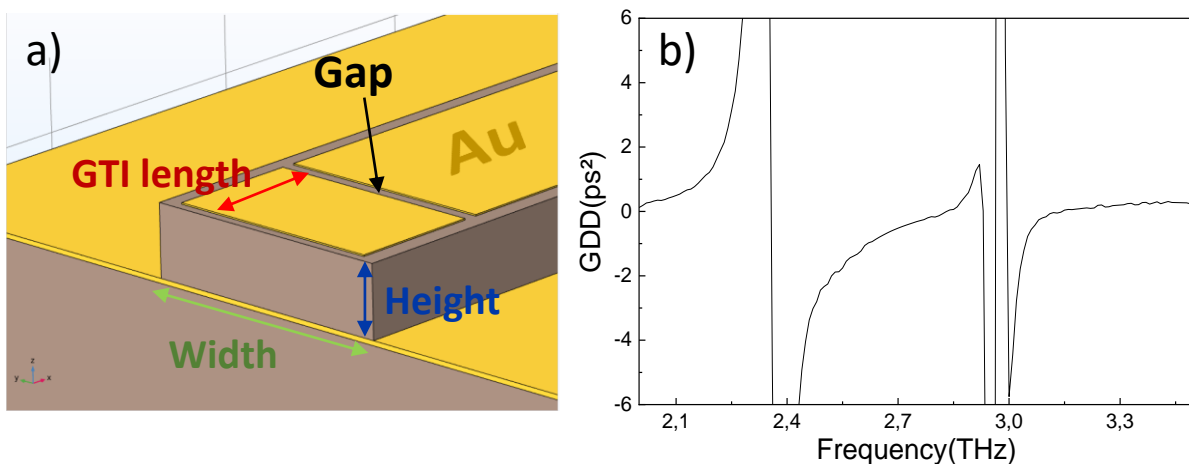 a)
Gap
Au
GTI length
Height
Width
z
y
x
b)
6
4
2
0
-2
-4
-6
GDD(ps²)
2,1
2,4
2,7
3,0
3,3
Frequency(THz)